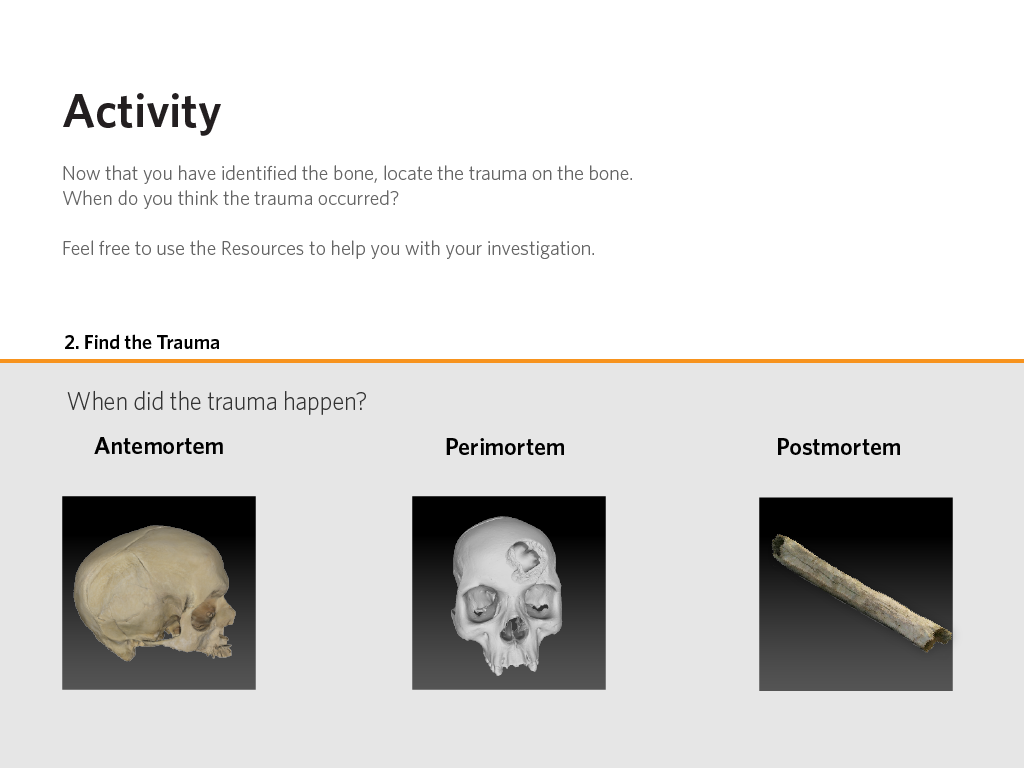 Activity
Now that you have identified the bone, locate the trauma on the bone.
When do you think the trauma occurred?
Feel free to use the Resources to help you with your investigation.
2. Find the Trauma
When did the trauma happen?
Antemortem
Perimortem
Postmortem